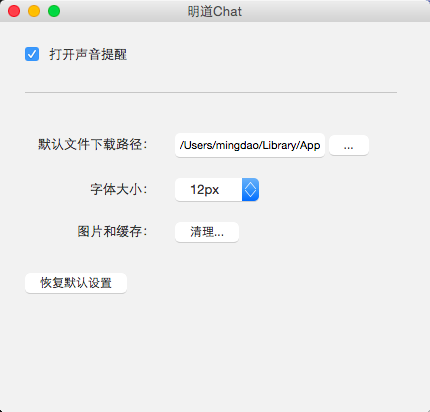 明道Chat
打开声音提醒
默认文件下载路径： /Users/mingdao/Library/App ...
字体大小： 12px
图片和缓存： 清理...
恢复默认设置